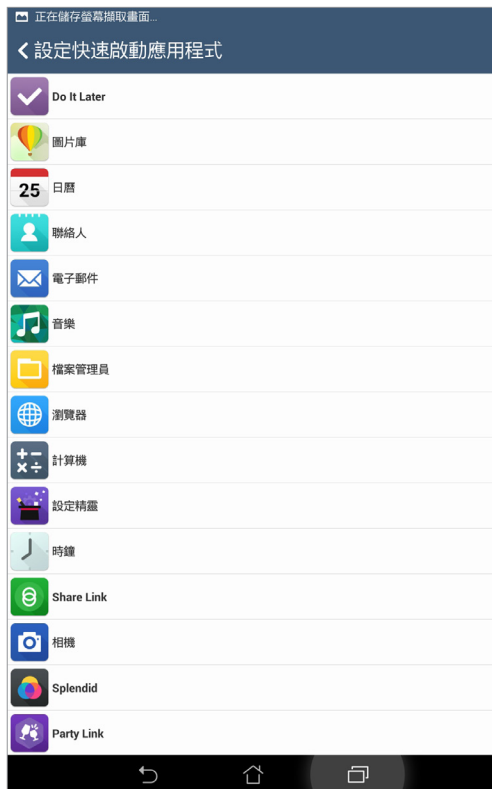 正在儲存螢幕擷取畫面...
設定快速啟動應用程式
Do It Later
圖片庫
25
日曆
聯絡人
電子郵件
音樂
檔案管理員
瀏覽器
計算機
設定精靈
時鐘
Share Link
相機
Splendid
Party Link